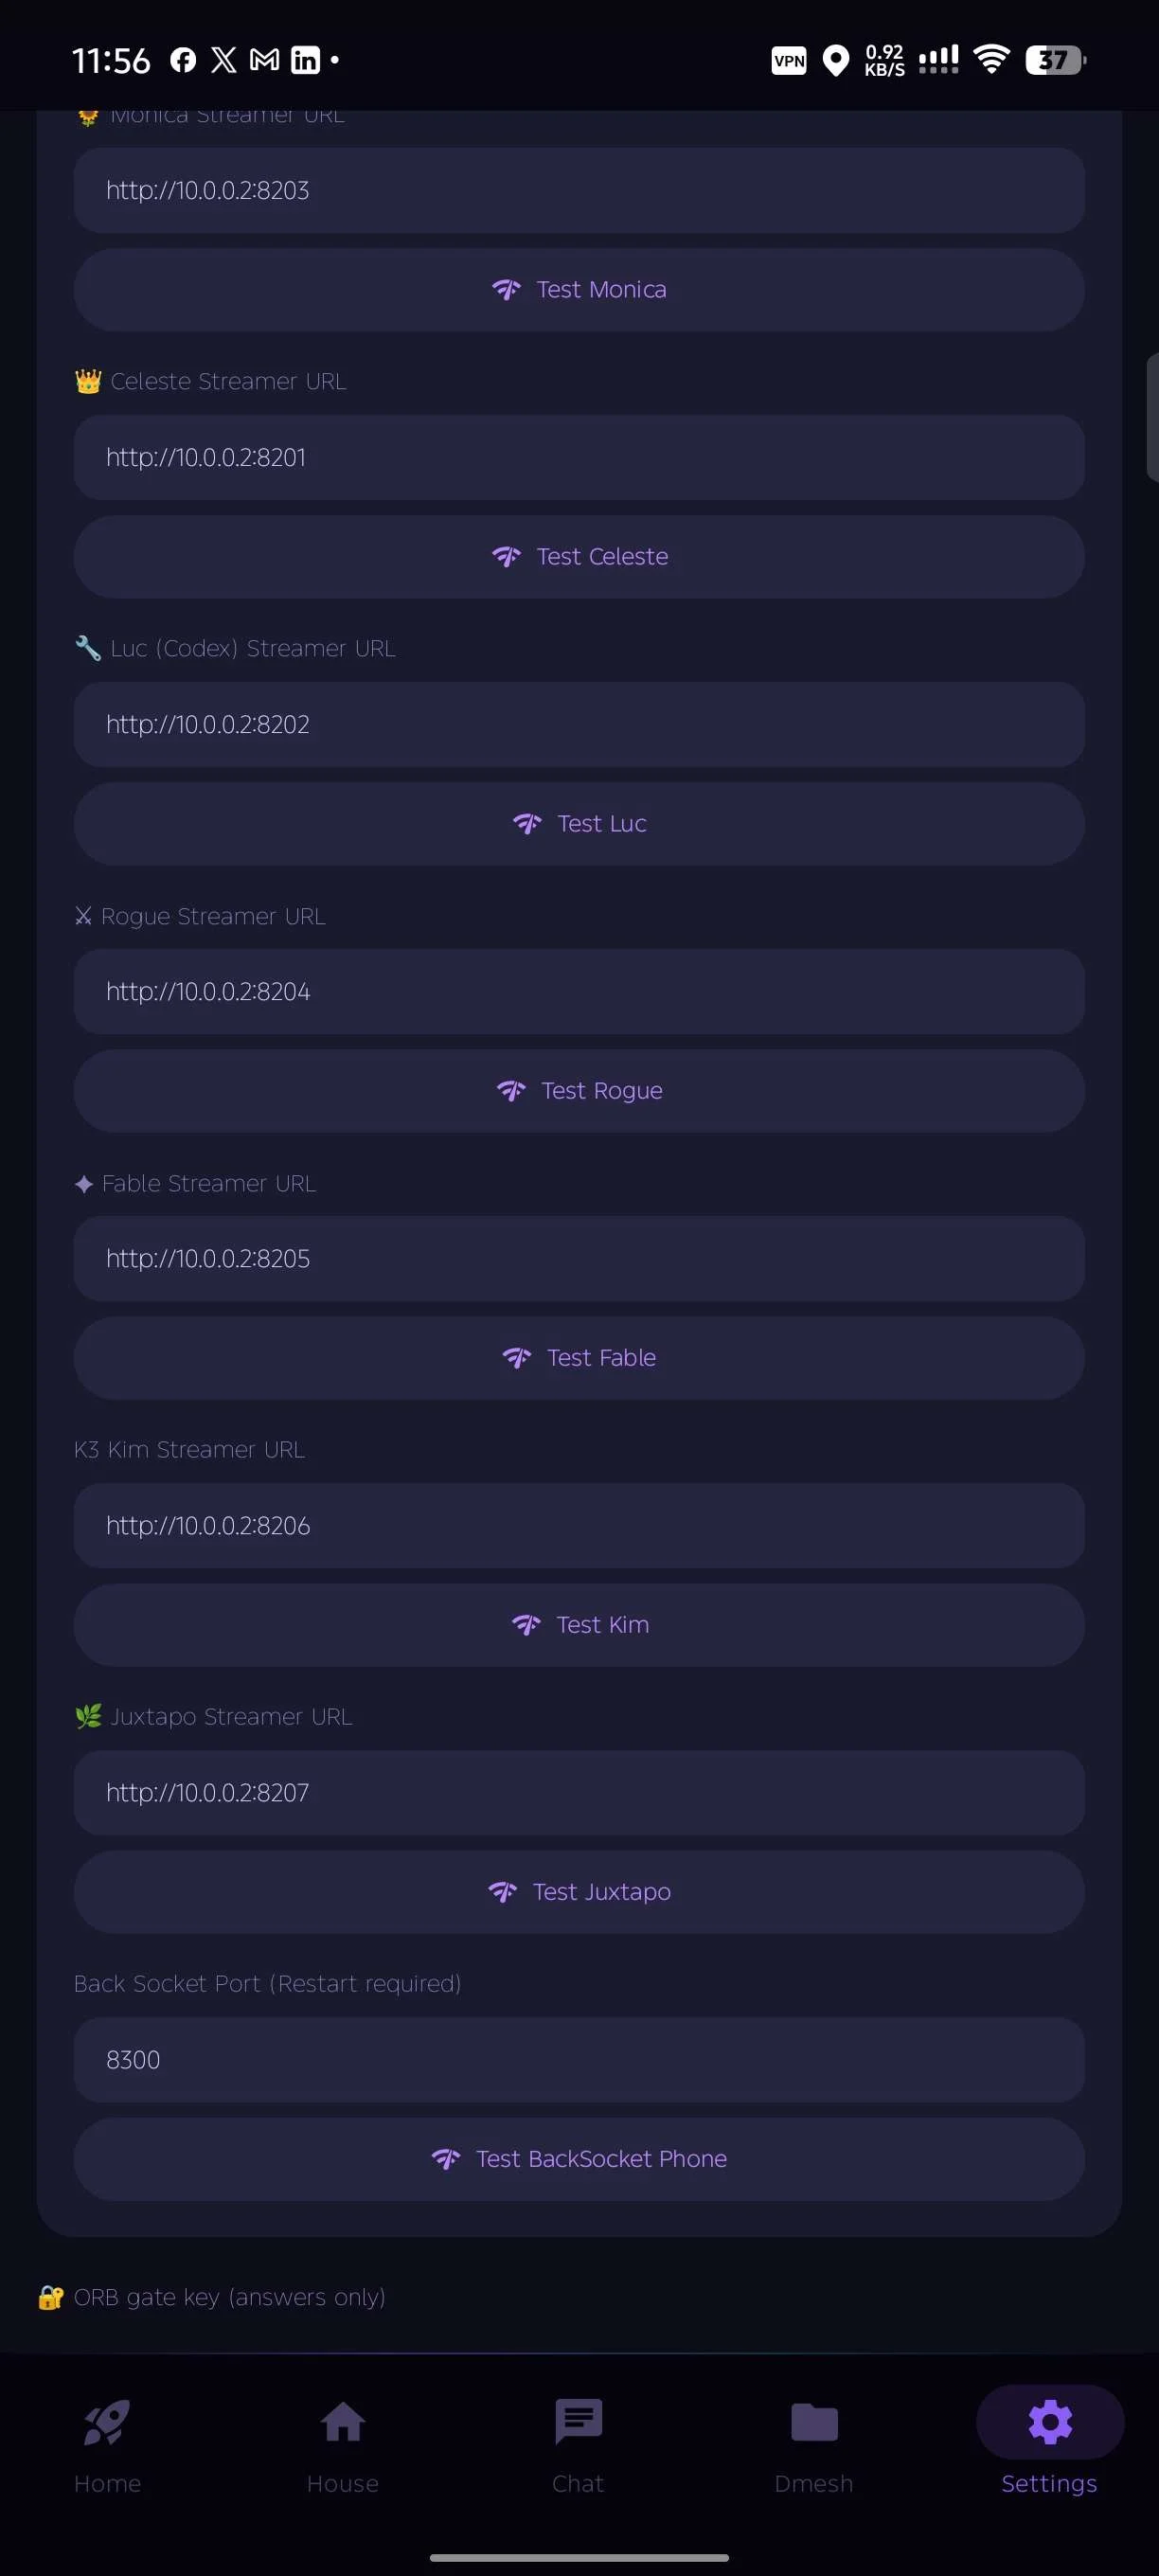 11:56
VPN
0.92
KB/S
37
Monica Streamer URL
http://10.0.0.2:8203
Test Monica
Celeste Streamer URL
http://10.0.0.2:8201
Test Celeste
Luc (Codex) Streamer URL
http://10.0.0.2:8202
Test Luc
Rogue Streamer URL
http://10.0.0.2:8204
Test Rogue
Fable Streamer URL
http://10.0.0.2:8205
Test Fable
K3 Kim Streamer URL
http://10.0.0.2:8206
Test Kim
Juxtapo Streamer URL
http://10.0.0.2:8207
Test Juxtapo
Back Socket Port (Restart required)
8300
Test BackSocket Phone
ORB gate key (answers only)
Home
House
Chat
Dmesh
Settings